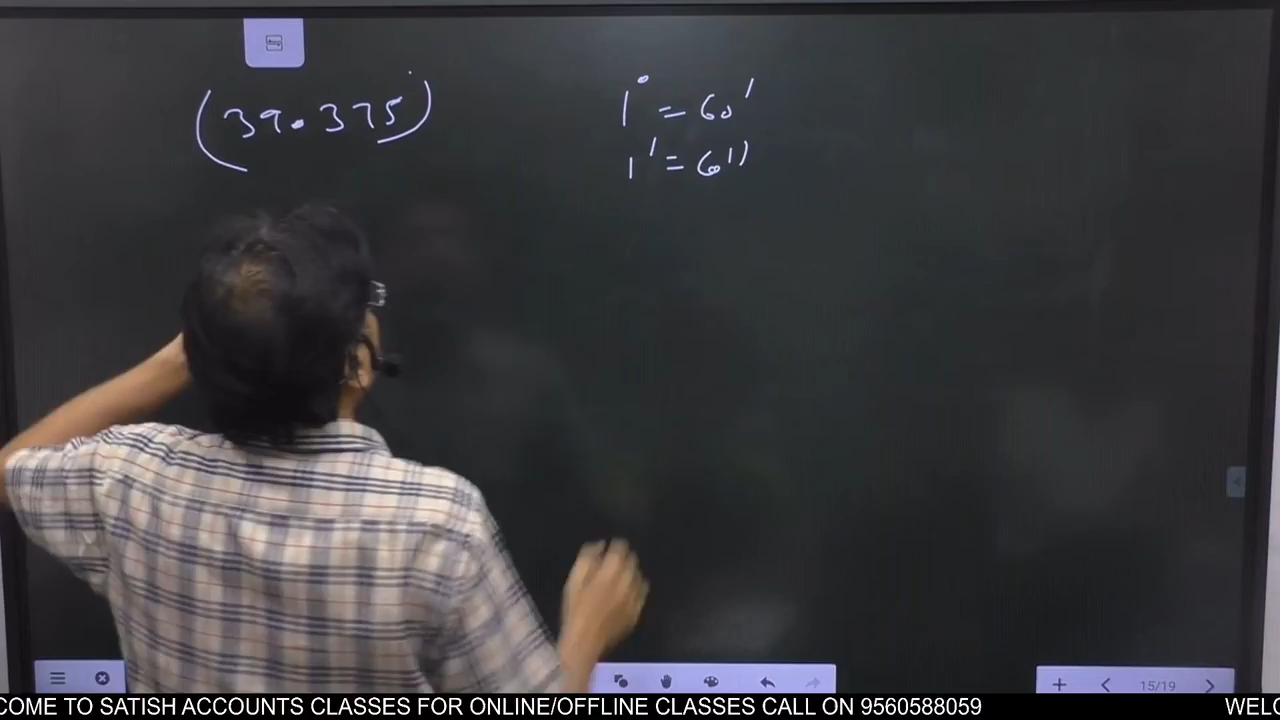 (39.375)
1° = 60'
1' = 60''
15/19
OME TO SATISH ACCOUNTS CLASSES FOR ONLINE/OFFLINE CLASSES CALL ON 9560588059
WELC